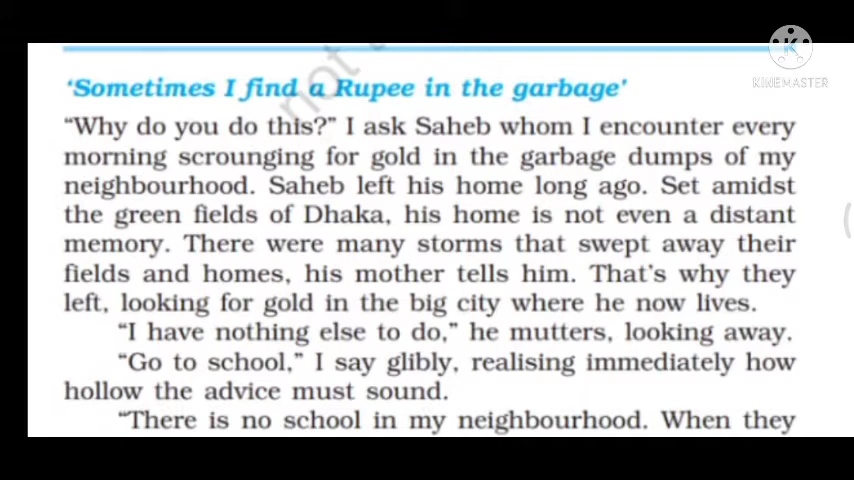 KINEMASTER
not
'Sometimes I find a Rupee in the garbage'
"Why do you do this?" I ask Saheb whom I encounter every
morning scrounging for gold in the garbage dumps of my
neighbourhood. Saheb left his home long ago. Set amidst
the green fields of Dhaka, his home is not even a distant
memory. There were many storms that swept away their
fields and homes, his mother tells him. That's why they
left, looking for gold in the big city where he now lives.
"I have nothing else to do," he mutters, looking away.
"Go to school," I say glibly, realising immediately how
hollow the advice must sound.
"There is no school in my neighbourhood. When they